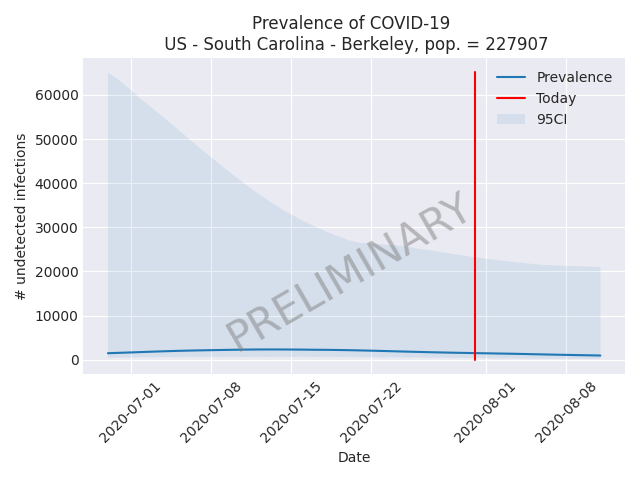 Prevalence of COVID-19
US - South Carolina - Berkeley, pop. = 227907
Prevalence
Today
95CI
PRELIMINARY
# undetected infections
60000
50000
40000
30000
20000
10000
0
2020-07-01
2020-07-08
2020-07-15
2020-07-22
2020-08-01
2020-08-08
Date